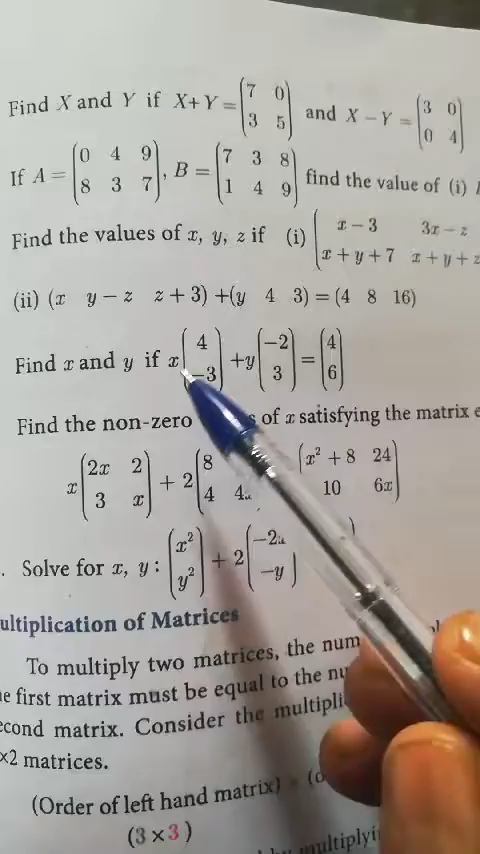 Find X and Y if X+Y = (7 0 and X − Y = (3 0
3 5) 0 4)
If A = (0 4 9 , B = (7 3 8 find the value of (i)
8 3 7) 1 4 9)
Find the values of x, y, z if (i) (x − 3 3x − z
x + y + 7 x + y + z
(ii) (x y − z z + 3) +(y 4 3) = (4 8 16)
Find x and y if x(4 +y(−2 = (4
−3) 3) 6)
Find the non-zero of x satisfying the matrix
x(2x 2 + 2(8 (x² + 8 24
3 x) 4 4 10 6x)
. Solve for x, y : (x² + 2(−2
y²) −y)
ultiplication of Matrices
To multiply two matrices, the num
e first matrix must be equal to the nu
econd matrix. Consider the multipli
×2 matrices.
(Order of left hand matrix)
(3 × 3)
multiplyi